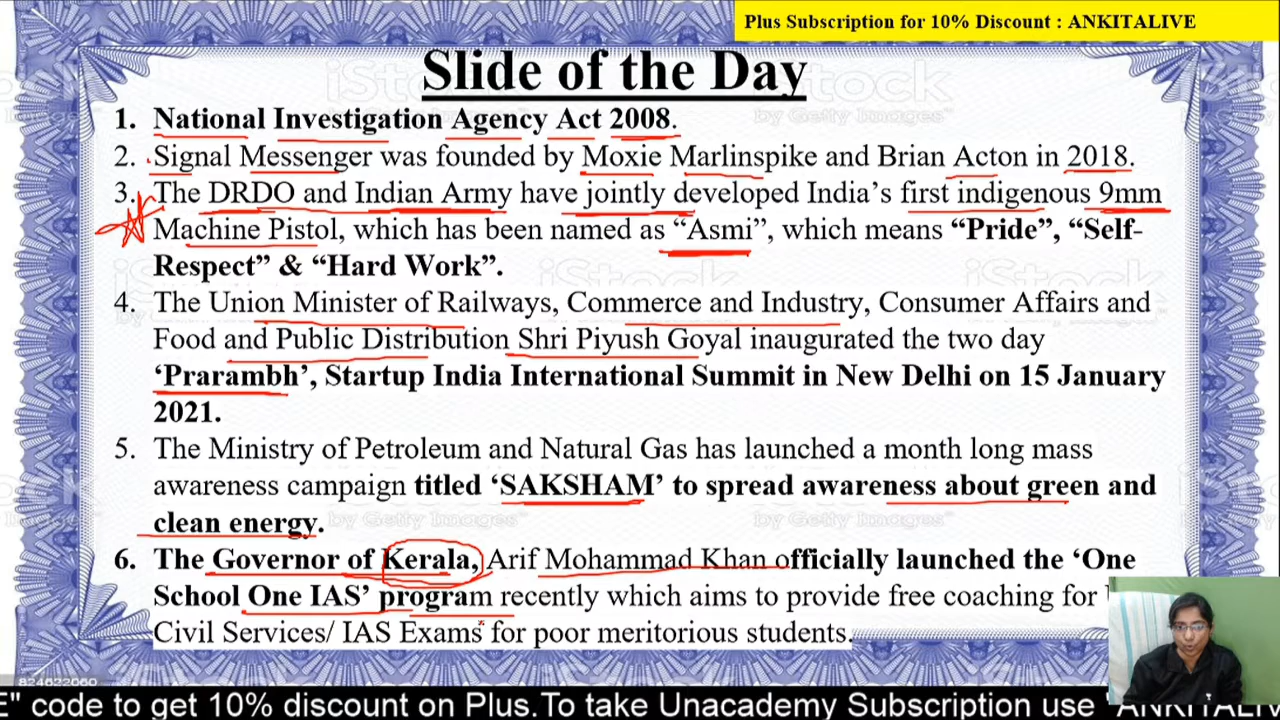 Plus Subscription for 10% Discount : ANKITALIVE
Slide of the Day
1. National Investigation Agency Act 2008.
2. Signal Messenger was founded by Moxie Marlinspike and Brian Acton in 2018.
3. The DRDO and Indian Army have jointly developed India's first indigenous 9mm
Machine Pistol, which has been named as “Asmi”, which means “Pride”, “Self-
Respect” & “Hard Work”.
4. The Union Minister of Railways, Commerce and Industry, Consumer Affairs and
Food and Public Distribution Shri Piyush Goyal inaugurated the two day
‘Prarambh’, Startup India International Summit in New Delhi on 15 January
2021.
5. The Ministry of Petroleum and Natural Gas has launched a month long mass
awareness campaign titled ‘SAKSHAM’ to spread awareness about green and
clean energy.
6. The Governor of Kerala, Arif Mohammad Khan officially launched the ‘One
School One IAS’ program recently which aims to provide free coaching for
Civil Services/ IAS Exams for poor meritorious students.
iStock
by Getty Images™
824622060
code to get 10% discount on Plus.To take Unacademy Subscription use "ANKITALIVE